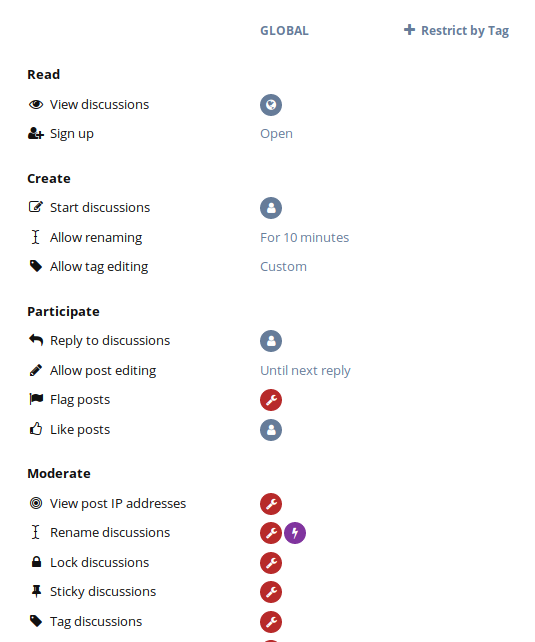 GLOBAL Restrict by Tag
Read
View discussions
Sign up Open
Create
Start discussions
Allow renaming For 10 minutes
Allow tag editing Custom
Participate
Reply to discussions
Allow post editing Until next reply
Flag posts
Like posts
Moderate
View post IP addresses
Rename discussions
Lock discussions
Sticky discussions
Tag discussions